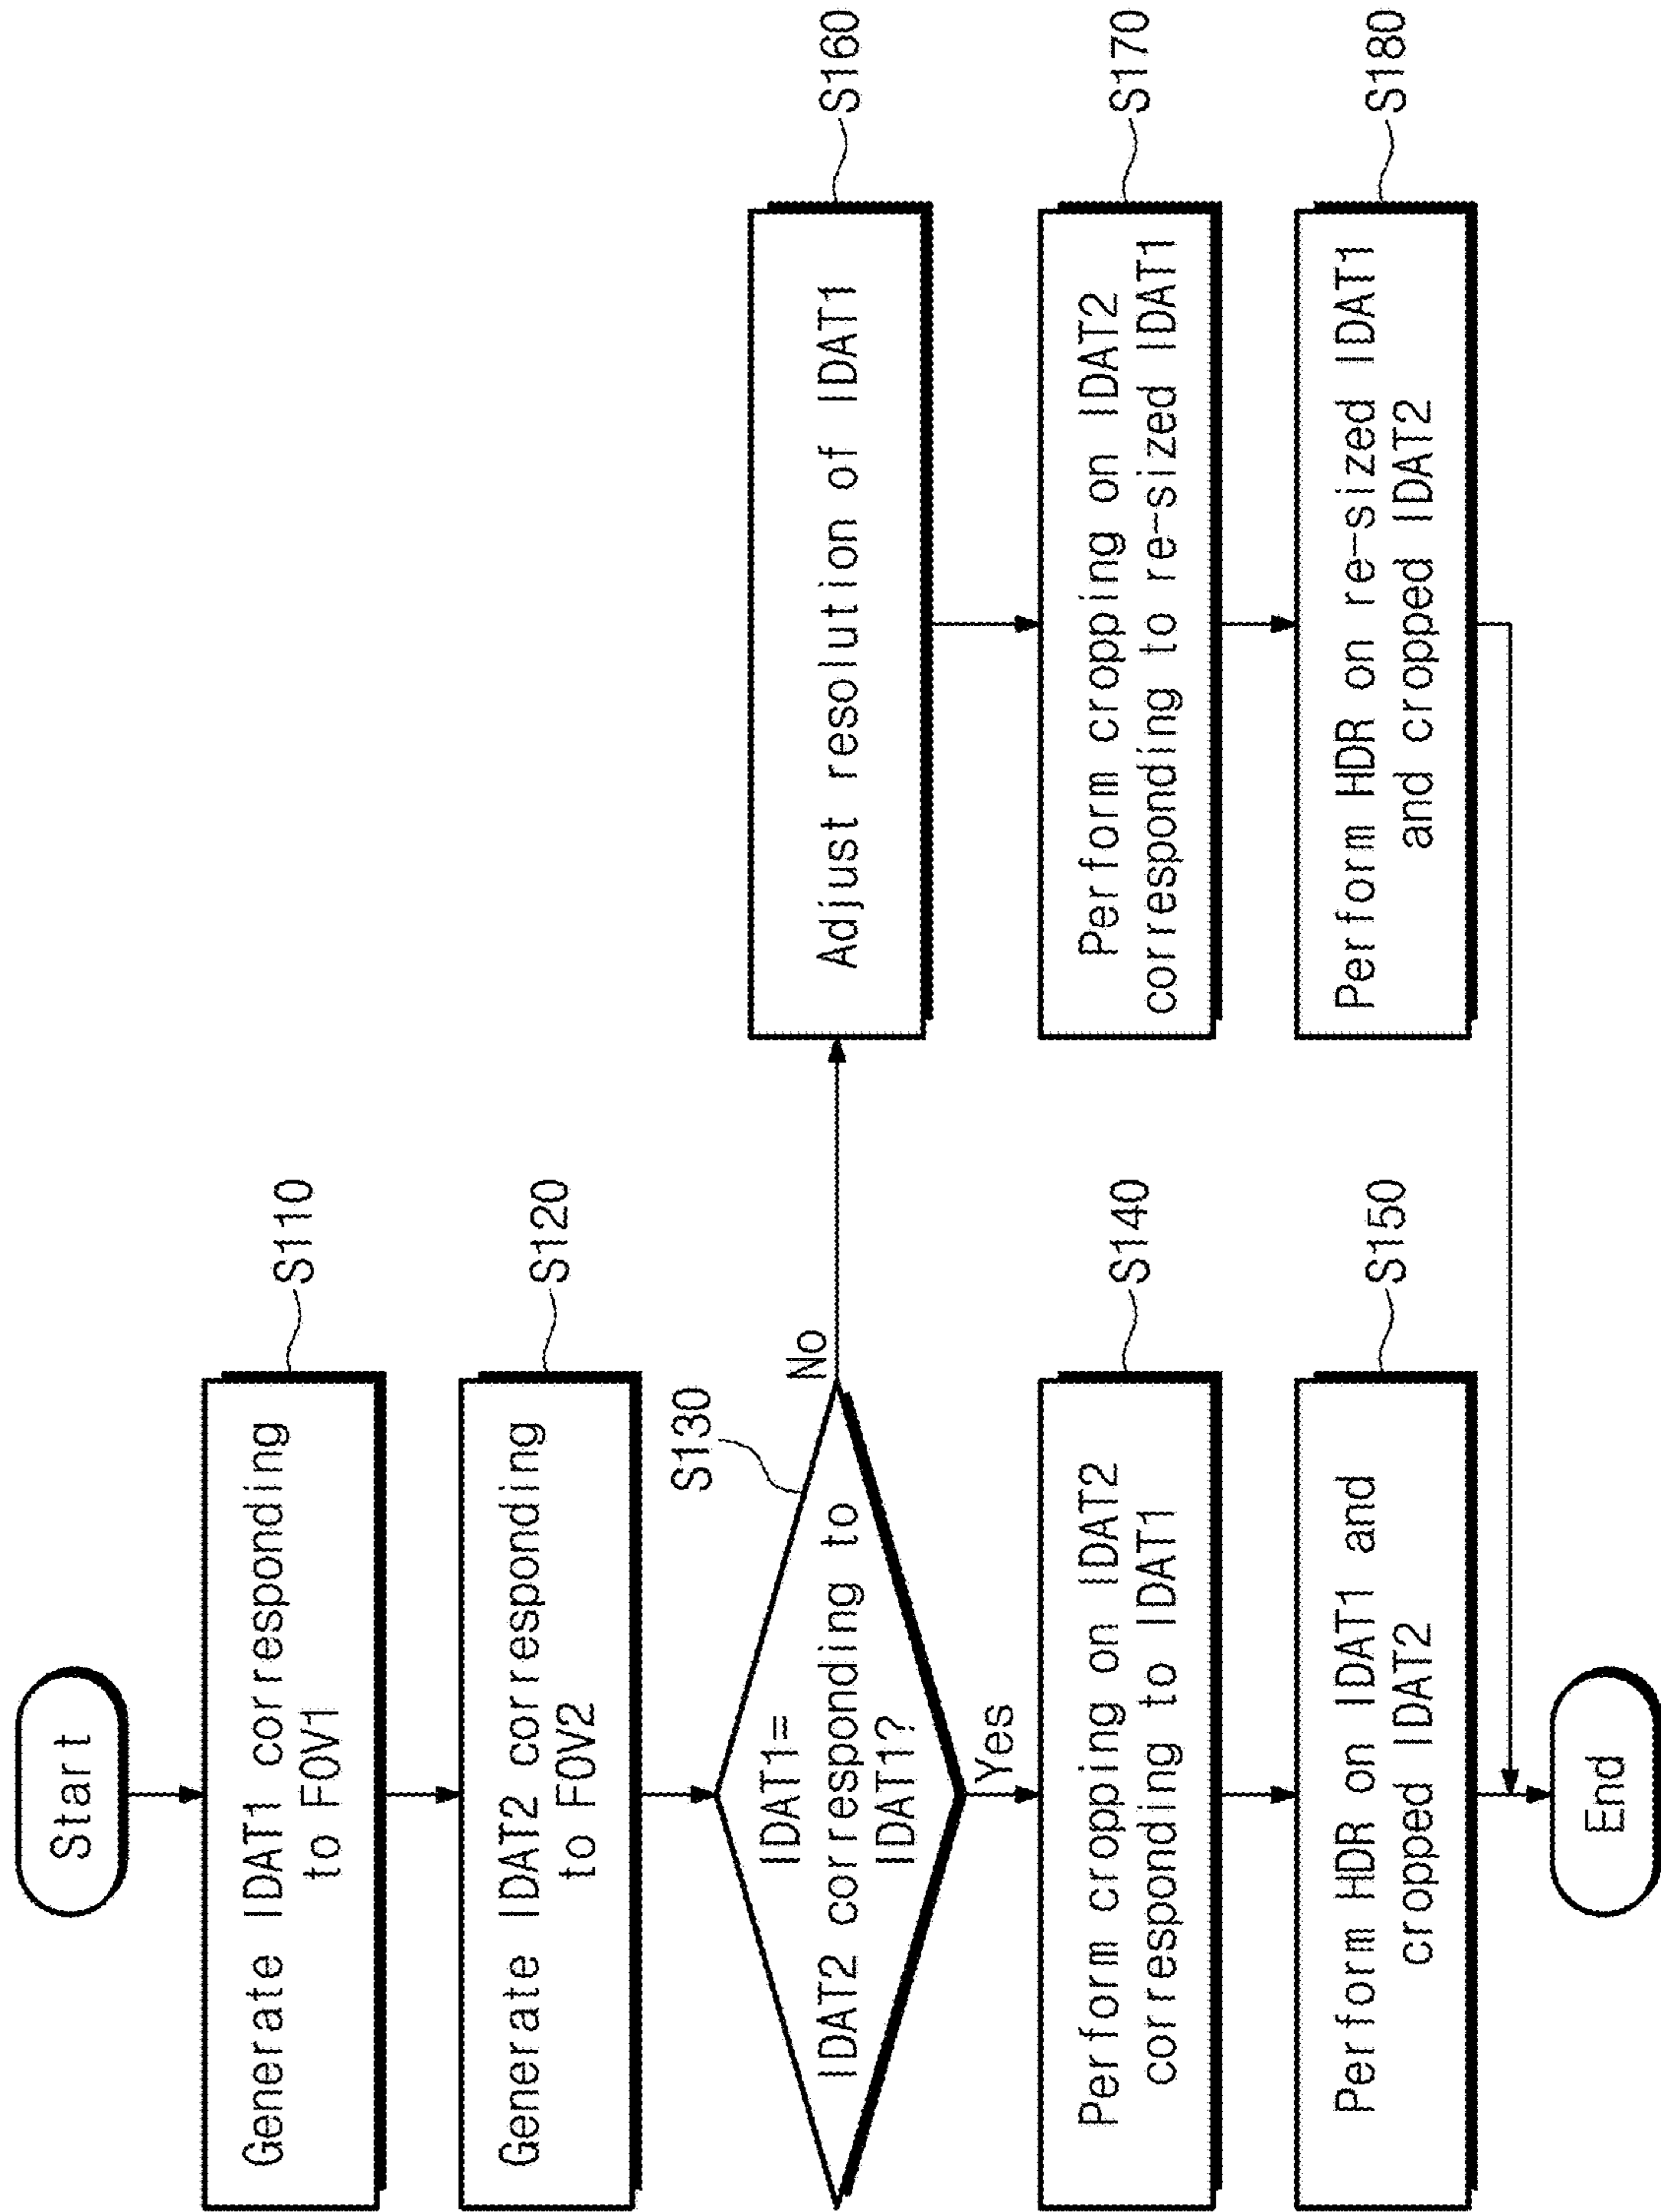 Start
Generate IDAT1 corresponding
to FOV1
S110
Generate IDAT2 corresponding
to FOV2
S120
S130
IDAT1=
IDAT2 corresponding to
IDAT1?
No
Yes
Perform cropping on IDAT2
corresponding to IDAT1
S140
Perform HDR on IDAT1 and
cropped IDAT2
S150
Adjust resolution of IDAT1
S160
Perform cropping on IDAT2
corresponding to re-sized IDAT1
S170
Perform HDR on re-sized IDAT1
and cropped IDAT2
S180
End